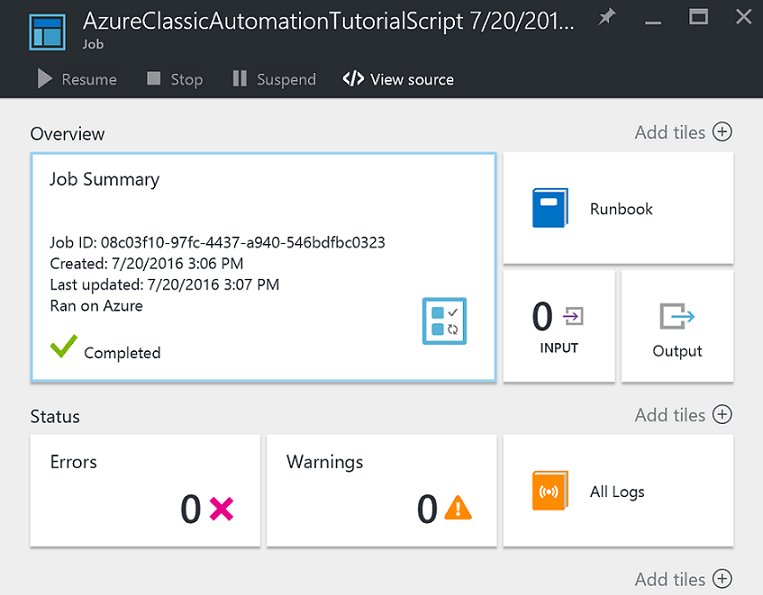 AzureClassicAutomationTutorialScript 7/20/201...
Job
Resume Stop Suspend View source
Overview
Add tiles
Job Summary
Job ID: 08c03f10-97fc-4437-a940-546bdfbc0323
Created: 7/20/2016 3:06 PM
Last updated: 7/20/2016 3:07 PM
Ran on Azure
Completed
Runbook
0
INPUT
Output
Status
Add tiles
Errors
0
Warnings
0
All Logs
Add tiles